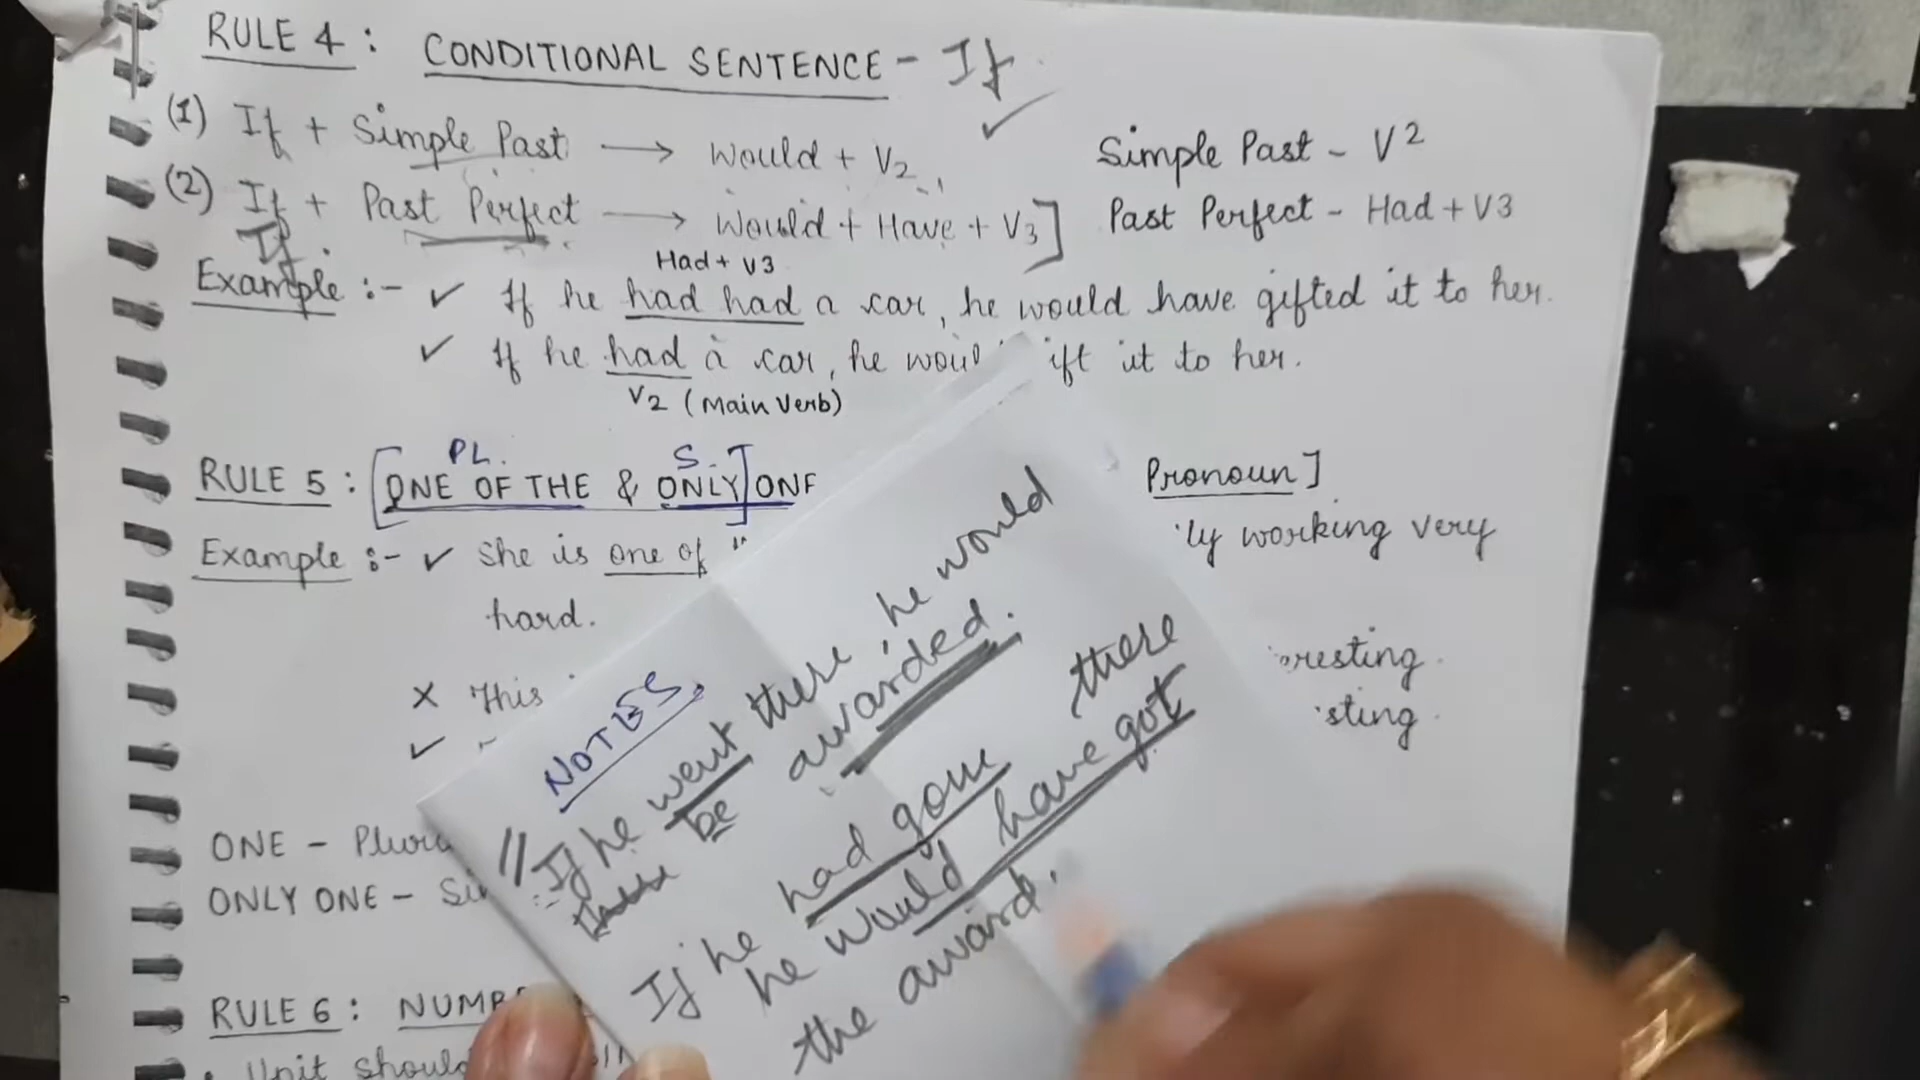 RULE 4 : CONDITIONAL SENTENCE - If
(1) If + Simple Past → Would + V2
Simple Past - V2
(2) If + Past Perfect → Would + Have + V3]
Past Perfect - Had + V3
If
Had + V3
Example :- ✓ If he had had a car, he would have gifted it to her.
✓ If he had a car, he ift it to her.
V2 (Main Verb)
PL. S.
RULE 5 : [ONE OF THE & ONLY] ONE
Pronoun]
Example :- ✓ She is one of
ly working very
hard.
X This
eresting.
✓
sting.
ONE -
ONLY ONE -
RULE 6 :
Unit
NOTES,
// If he went there, he would
be awarded.
If he had gone there
he would have got
the award.